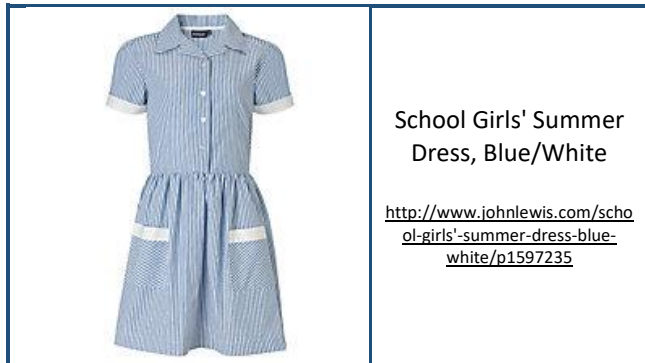 School Girls' Summer
Dress, Blue/White
http://www.johnlewis.com/scho
ol-girls'-summer-dress-blue-
white/p1597235